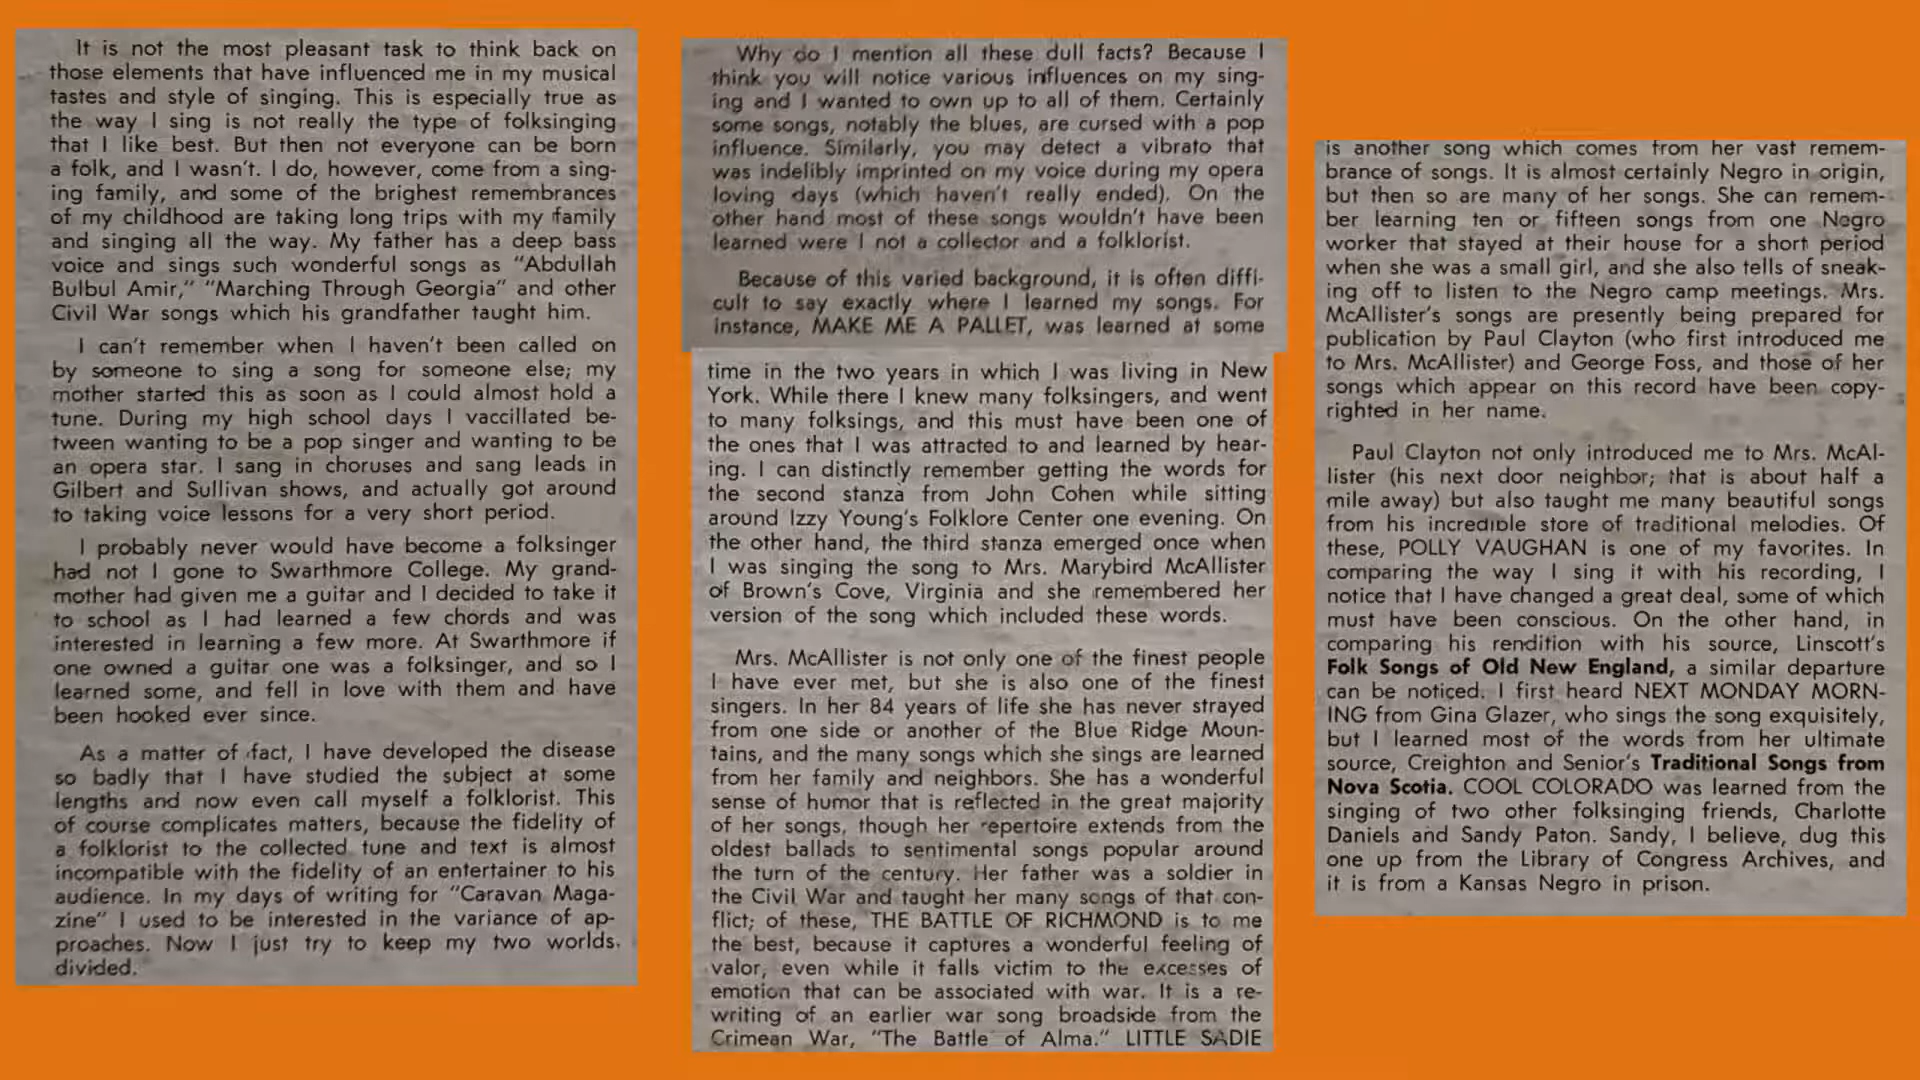 It is not the most pleasant task to think back on
those elements that have influenced me in my musical
tastes and style of singing. This is especially true as
the way I sing is not really the type of folksinging
that I like best. But then not everyone can be born
a folk, and I wasn't. I do, however, come from a sing-
ing family, and some of the brighest remembrances
of my childhood are taking long trips with my family
and singing all the way. My father has a deep bass
voice and sings such wonderful songs as "Abdullah
Bulbul Amir," "Marching Through Georgia" and other
Civil War songs which his grandfather taught him.
I can't remember when I haven't been called on
by someone to sing a song for someone else; my
mother started this as soon as I could almost hold a
tune. During my high school days I vaccillated be-
tween wanting to be a pop singer and wanting to be
an opera star. I sang in choruses and sang leads in
Gilbert and Sullivan shows, and actually got around
to taking voice lessons for a very short period.
I probably never would have become a folksinger
had not I gone to Swarthmore College. My grand-
mother had given me a guitar and I decided to take it
to school as I had learned a few chords and was
interested in learning a few more. At Swarthmore if
one owned a guitar one was a folksinger, and so I
learned some, and fell in love with them and have
been hooked ever since.
As a matter of fact, I have developed the disease
so badly that I have studied the subject at some
lengths and now even call myself a folklorist. This
of course complicates matters, because the fidelity of
a folklorist to the collected tune and text is almost
incompatible with the fidelity of an entertainer to his
audience. In my days of writing for "Caravan Maga-
zine" I used to be interested in the variance of ap-
proaches. Now I just try to keep my two worlds
divided.
Why do I mention all these dull facts? Because I
think you will notice various influences on my sing-
ing and I wanted to own up to all of them. Certainly
some songs, notably the blues, are cursed with a pop
influence. Similarly, you may detect a vibrato that
was indelibly imprinted on my voice during my opera
loving days (which haven't really ended). On the
other hand most of these songs wouldn't have been
learned were I not a collector and a folklorist.
Because of this varied background, it is often diffi-
cult to say exactly where I learned my songs. For
instance, MAKE ME A PALLET, was learned at some
time in the two years in which I was living in New
York. While there I knew many folksingers, and went
to many folksings, and this must have been one of
the ones that I was attracted to and learned by hear-
ing. I can distinctly remember getting the words for
the second stanza from John Cohen while sitting
around Izzy Young's Folklore Center one evening. On
the other hand, the third stanza emerged once when
I was singing the song to Mrs. Marybird McAllister
of Brown's Cove, Virginia and she remembered her
version of the song which included these words.
Mrs. McAllister is not only one of the finest people
I have ever met, but she is also one of the finest
singers. In her 84 years of life she has never strayed
from one side or another of the Blue Ridge Moun-
tains, and the many songs which she sings are learned
from her family and neighbors. She has a wonderful
sense of humor that is reflected in the great majority
of her songs, though her repertoire extends from the
oldest ballads to sentimental songs popular around
the turn of the century. Her father was a soldier in
the Civil War and taught her many songs of that con-
flict; of these, THE BATTLE OF RICHMOND is to me
the best, because it captures a wonderful feeling of
valor, even while it falls victim to the excesses of
emotion that can be associated with war. It is a re-
writing of an earlier war song broadside from the
Crimean War, "The Battle of Alma." LITTLE SADIE
is another song which comes from her vast remem-
brance of songs. It is almost certainly Negro in origin,
but then so are many of her songs. She can remem-
ber learning ten or fifteen songs from one Negro
worker that stayed at their house for a short period
when she was a small girl, and she also tells of sneak-
ing off to listen to the Negro camp meetings. Mrs.
McAllister's songs are presently being prepared for
publication by Paul Clayton (who first introduced me
to Mrs. McAllister) and George Foss, and those of her
songs which appear on this record have been copy-
righted in her name.
Paul Clayton not only introduced me to Mrs. McAl-
lister (his next door neighbor; that is about half a
mile away) but also taught me many beautiful songs
from his incredible store of traditional melodies. Of
these, POLLY VAUGHAN is one of my favorites. In
comparing the way I sing it with his recording, I
notice that I have changed a great deal, some of which
must have been conscious. On the other hand, in
comparing his rendition with his source, Linscott's
Folk Songs of Old New England, a similar departure
can be noticed. I first heard NEXT MONDAY MORN-
ING from Gina Glazer, who sings the song exquisitely,
but I learned most of the words from her ultimate
source, Creighton and Senior's Traditional Songs from
Nova Scotia. COOL COLORADO was learned from the
singing of two other folksinging friends, Charlotte
Daniels and Sandy Paton. Sandy, I believe, dug this
one up from the Library of Congress Archives, and
it is from a Kansas Negro in prison.